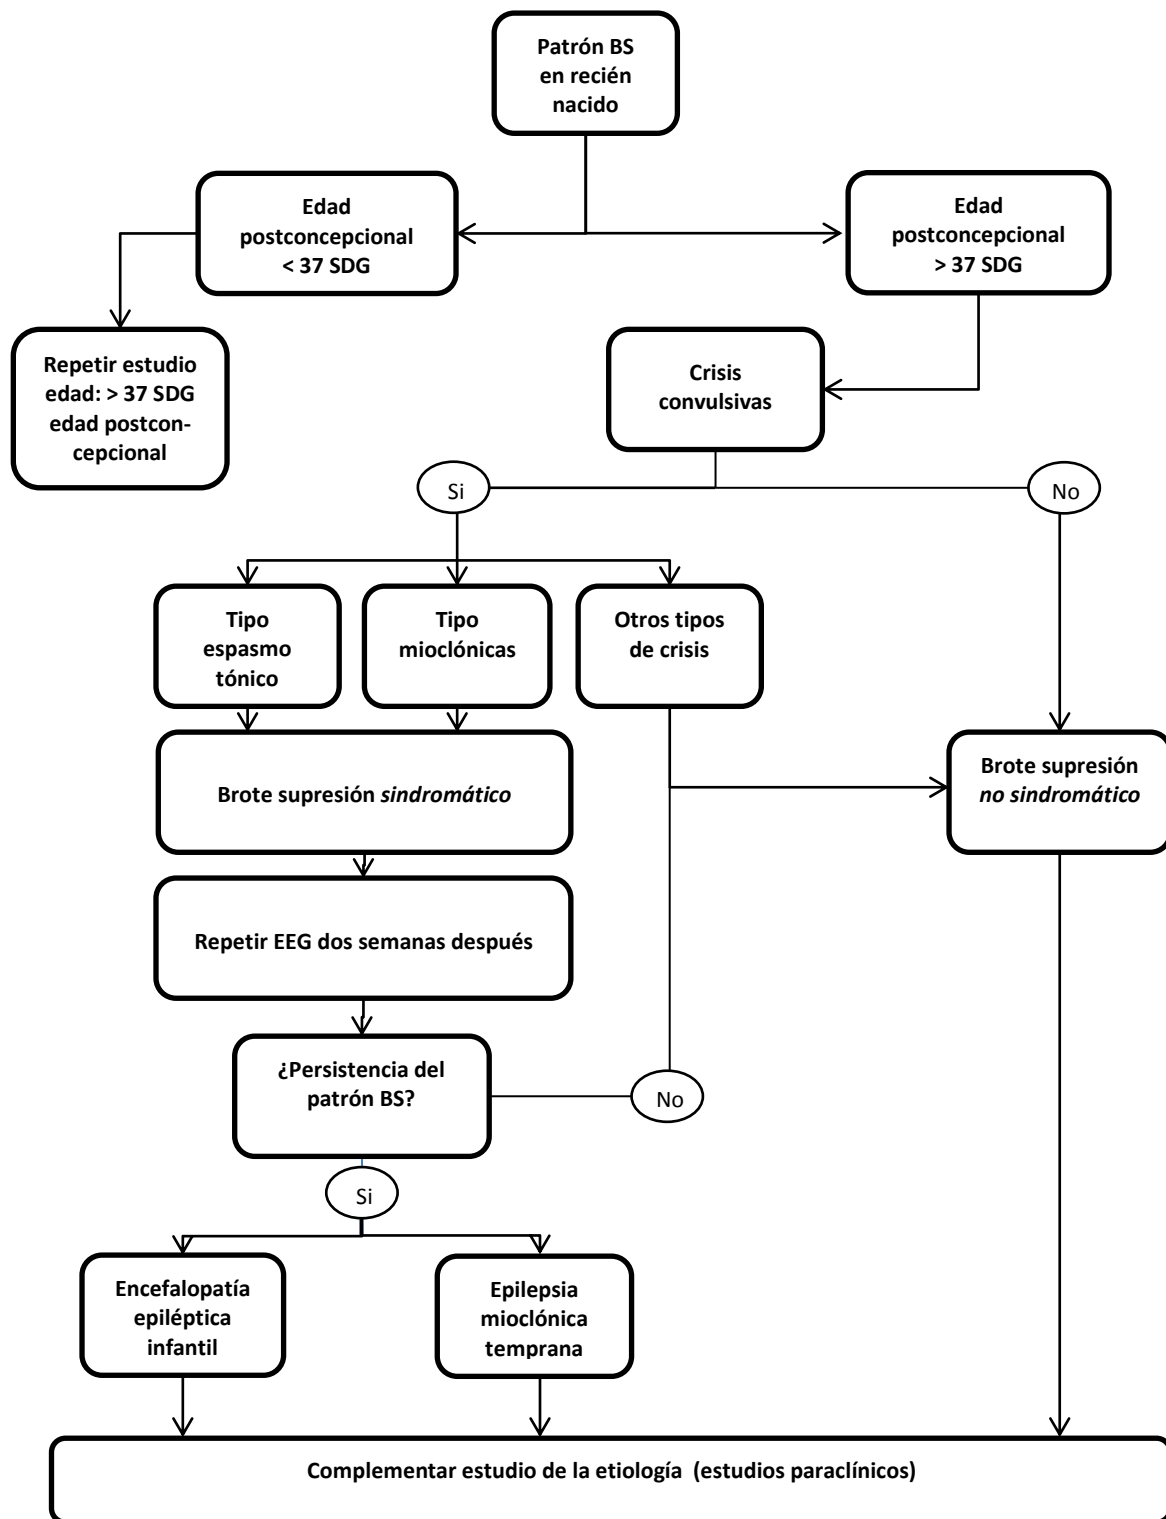 Patrón BS
en recién
nacido
Edad
postconcepcional
< 37 SDG
Edad
postconcepcional
> 37 SDG
Repetir estudio
edad: > 37 SDG
edad postcon-
cepcional
Crisis
convulsivas
Si
No
Tipo
espasmo
tónico
Tipo
mioclónicas
Otros tipos
de crisis
Brote supresión sindromático
Brote supresión
no sindromático
Repetir EEG dos semanas después
¿Persistencia del
patrón BS?
No
Si
Encefalopatía
epiléptica
infantil
Epilepsia
mioclónica
temprana
Complementar estudio de la etiología (estudios paraclínicos)